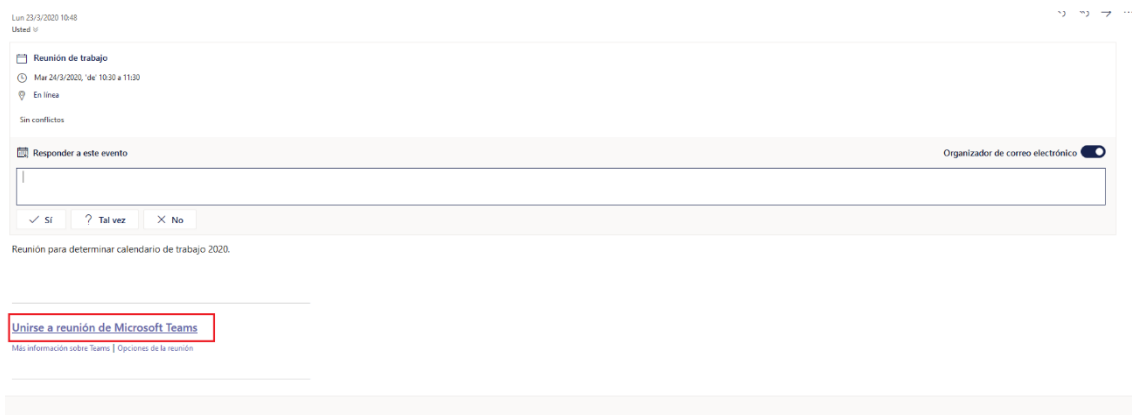 Lun 23/3/2020 10:48
Usted
Reunión de trabajo
Mar 24/3/2020, 'de' 10:30 a 11:30
En línea
Sin conflictos
Responder a este evento Organizador de correo electrónico
Sí Tal vez No
Reunión para determinar calendario de trabajo 2020.
Unirse a reunión de Microsoft Teams
Más información sobre Teams | Opciones de la reunión